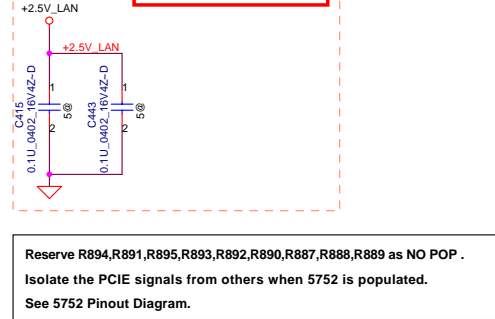 +2.5V_LAN
+2.5V_LAN
C415
0.1U_0402_16V4Z~D
1
2
5@
C443
0.1U_0402_16V4Z~D
1
2
5@
Reserve R894,R891,R895,R893,R892,R890,R887,R888,R889 as NO POP .
Isolate the PCIE signals from others when 5752 is populated.
See 5752 Pinout Diagram.